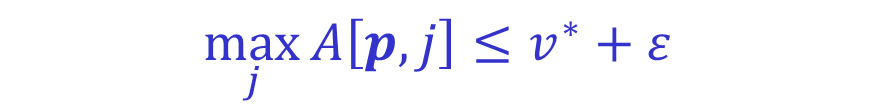 max_j A[p, j] ≤ v* + ε